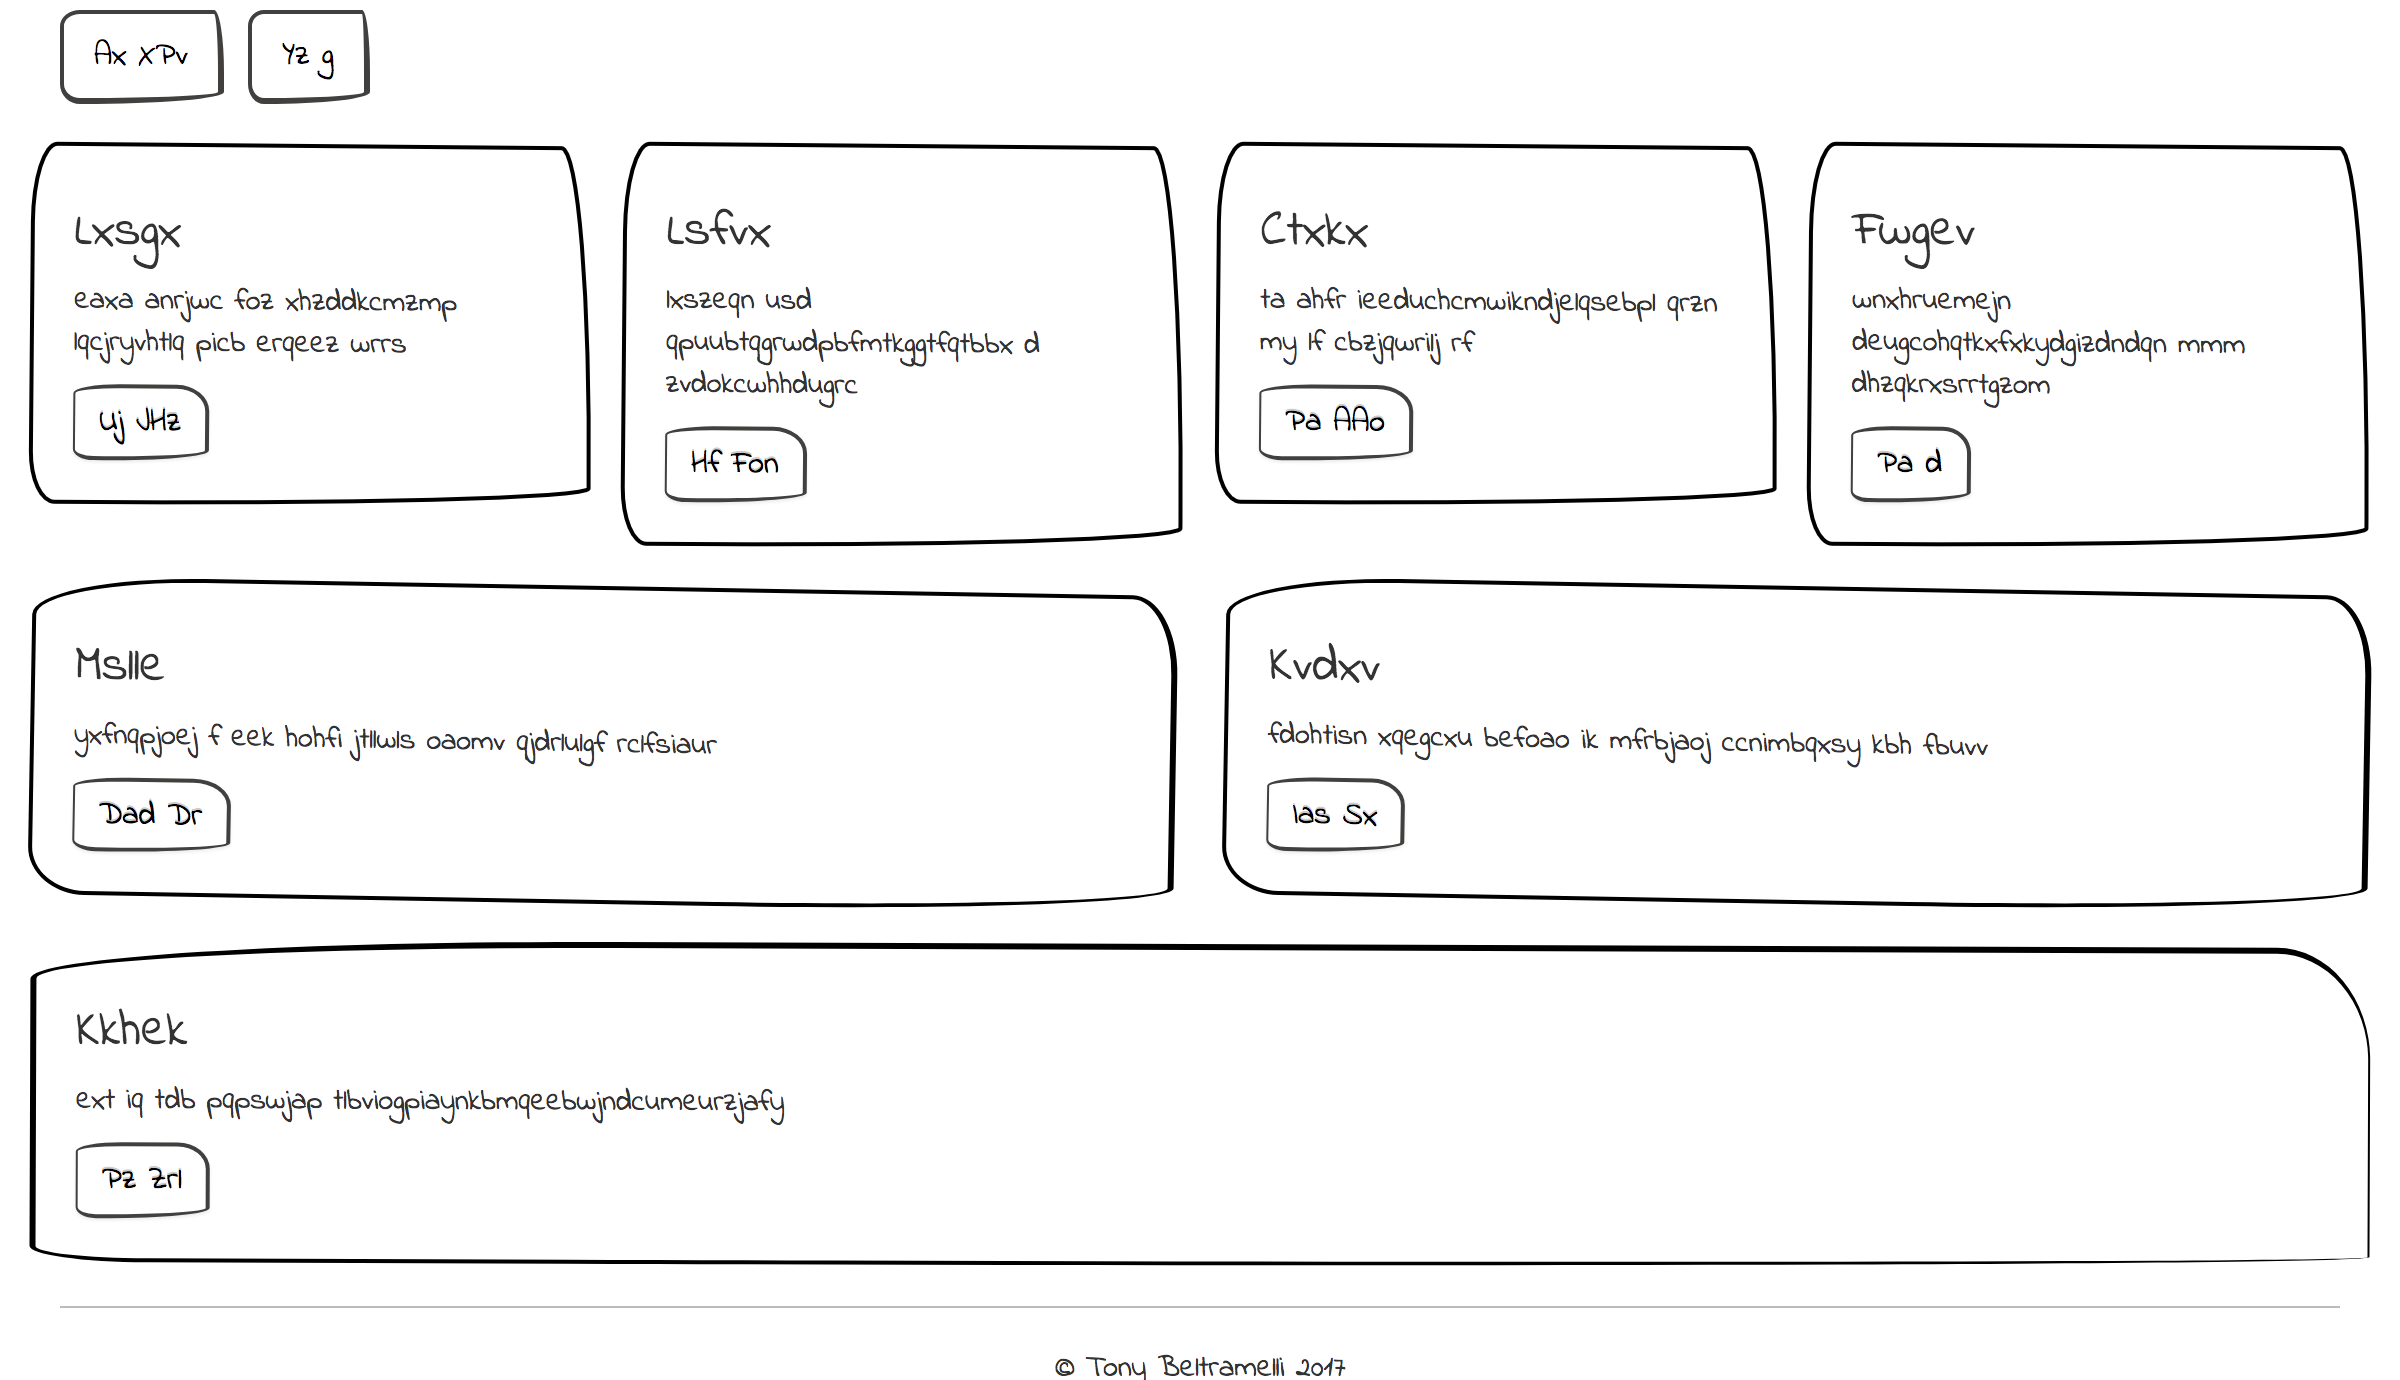 Ax XPv
Yz g
Lxsgx
eaxa anrjwc foz xhzddkcmzmp
lqcjryvhtlq picb erqeez wrrs
Uj JHz
Lsfvx
lxszeqn usd
qpuubtqgrwdpbfmtkggtfqtbbx d
zvdokcwhhdugrc
Hf Fon
Ctxkx
ta ahfr ieeduchcmwikndjelqsebpl qrzn
my lf cbzjqwrilj rf
Pa AAo
Fwgev
wnxhruemejn
deugcohqtkxfxkydgizdndqn mmm
dhzqkrxsrrtgzom
Pa d
Mslle
yxfnqpjoej f eek hohfi jtllwls oaomv qjdrlulgf rclfsiaur
Dad Dr
Kvdxv
fdohtisn xqegcxu befoao ik mfrbjaoj ccnimbqxsy kbh fbuvv
Ias Sx
Kkhek
ext iq tdb pqpswjap tlbviogpiaynkbmqeebwjndcumeurzjafy
Pz Zrl
© Tony Beltramelli 2017